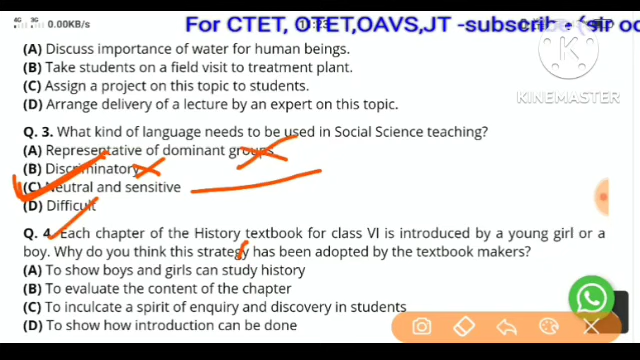 4G 3G 0.00KB/s
For CTET, OTET,OAVS,JT -subscribe (sir
(A) Discuss importance of water for human beings.
(B) Take students on a field visit to treatment plant.
(C) Assign a project on this topic to students.
(D) Arrange delivery of a lecture by an expert on this topic.
KINEMASTER
Q. 3. What kind of language needs to be used in Social Science teaching?
(A) Representative of dominant groups
(B) Discriminatory
(C) Neutral and sensitive
(D) Difficult
Q. 4. Each chapter of the History textbook for class VI is introduced by a young girl or a
boy. Why do you think this strategy has been adopted by the textbook makers?
(A) To show boys and girls can study history
(B) To evaluate the content of the chapter
(C) To inculcate a spirit of enquiry and discovery in students
(D) To show how introduction can be done